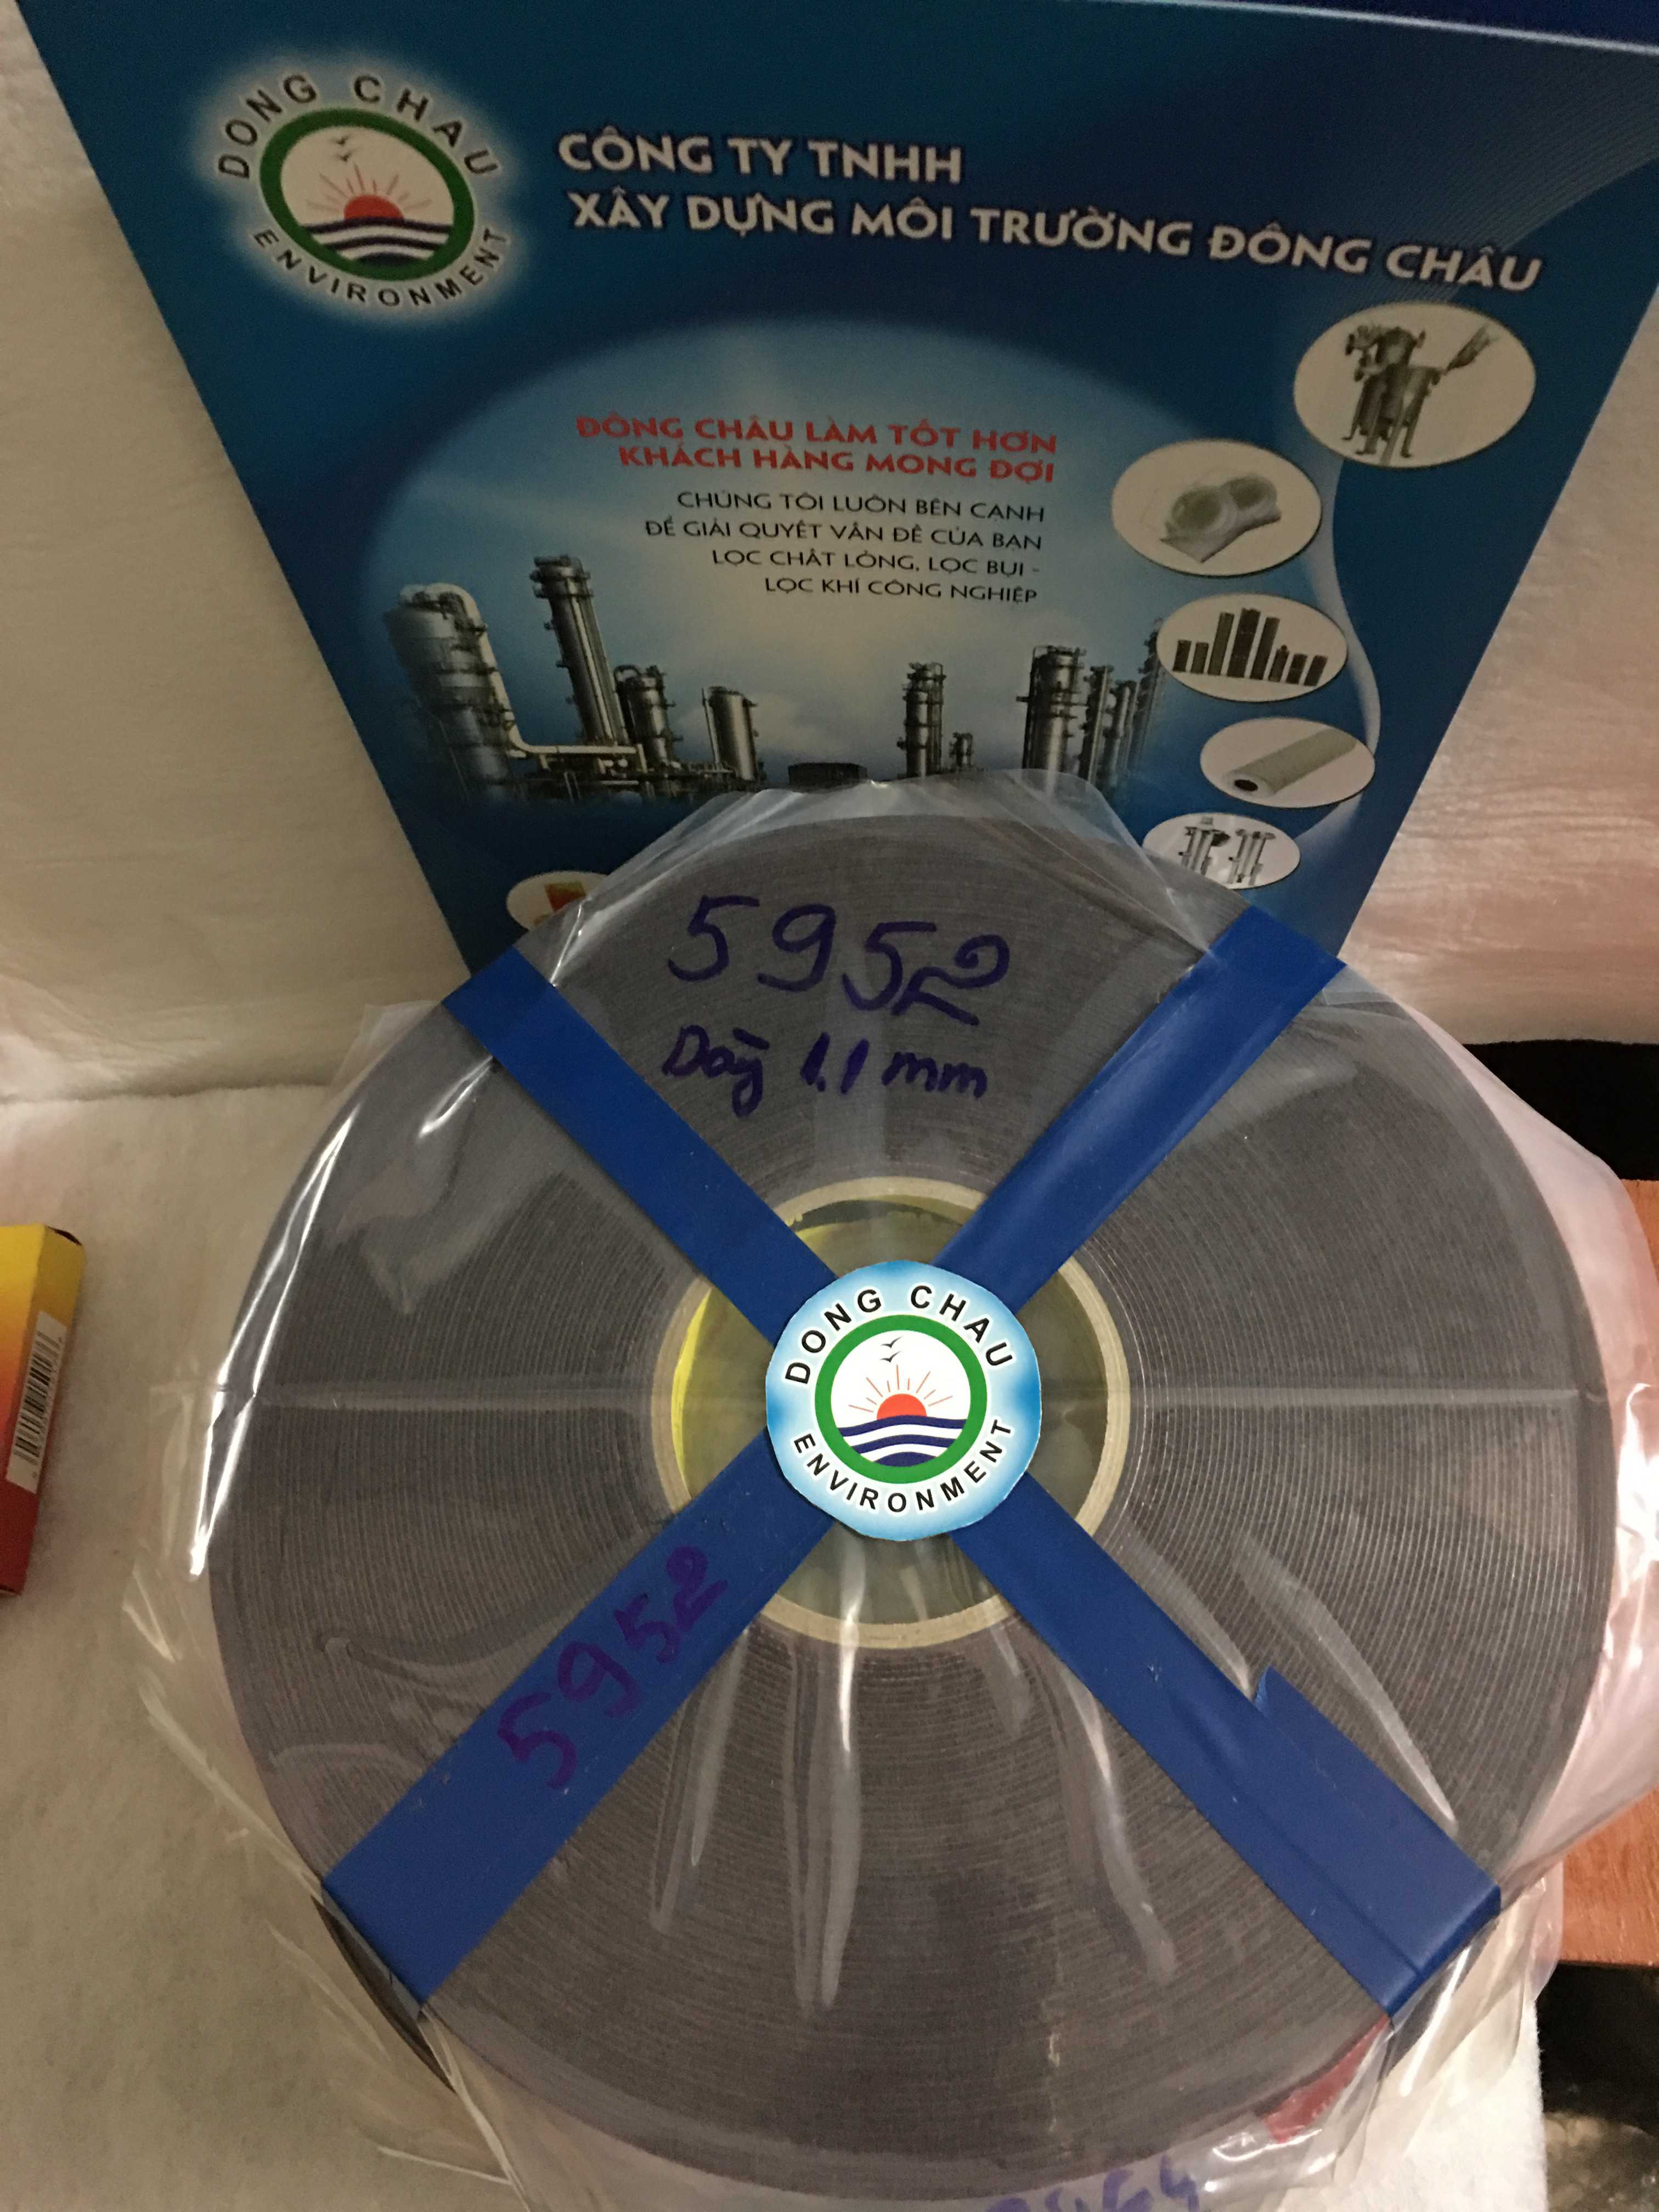 DONG CHAU
ENVIRONMENT
CÔNG TY TNHH
XÂY DỰNG MÔI TRƯỜNG ĐÔNG CHÂU
ĐÔNG CHÂU LÀM TỐT HƠN
KHÁCH HÀNG MONG ĐỢI
CHÚNG TÔI LUÔN BÊN CẠNH
ĐỂ GIẢI QUYẾT VẤN ĐỀ CỦA BẠN
LỌC CHẤT LỎNG, LỌC BỤI -
LỌC KHÍ CÔNG NGHIỆP
5952
Dày 1.1 mm
DONG CHAU
ENVIRONMENT
5952